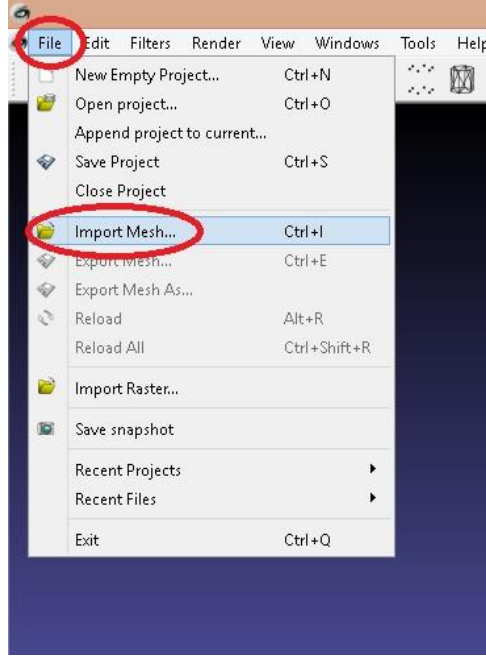 File Edit Filters Render View Windows Tools Help
New Empty Project... Ctrl+N
Open project... Ctrl+O
Append project to current...
Save Project Ctrl+S
Close Project
Import Mesh... Ctrl+I
Export Mesh... Ctrl+E
Export Mesh As...
Reload Alt+R
Reload All Ctrl+Shift+R
Import Raster...
Save snapshot
Recent Projects
Recent Files
Exit Ctrl+Q